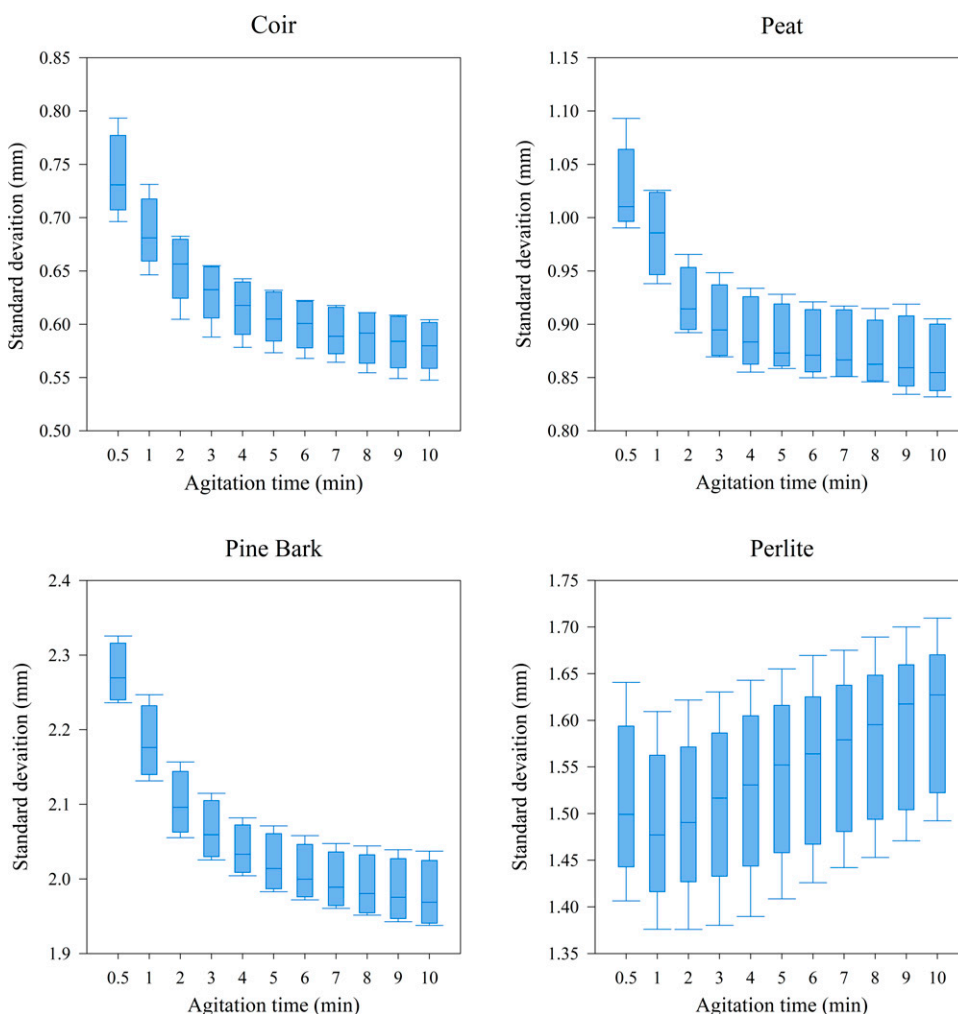 Coir
Standard devaition (mm)
0.85
0.80
0.75
0.70
0.65
0.60
0.55
0.50
0.5 1 2 3 4 5 6 7 8 9 10
Agitation time (min)
Peat
Standard devaition (mm)
1.15
1.10
1.05
1.00
0.95
0.90
0.85
0.80
0.5 1 2 3 4 5 6 7 8 9 10
Agitation time (min)
Pine Bark
Standard devaition (mm)
2.4
2.3
2.2
2.1
2.0
1.9
0.5 1 2 3 4 5 6 7 8 9 10
Agitation time (min)
Perlite
Standard devaition (mm)
1.75
1.70
1.65
1.60
1.55
1.50
1.45
1.40
1.35
0.5 1 2 3 4 5 6 7 8 9 10
Agitation time (min)